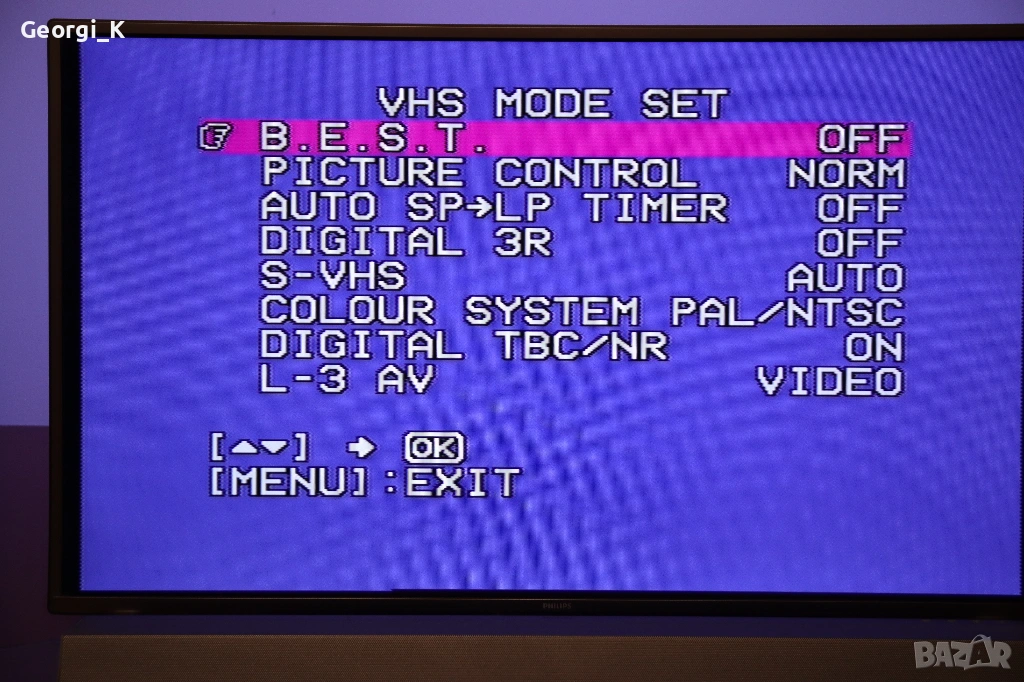 Georgi_K
VHS MODE SET
B.E.S.T. OFF
PICTURE CONTROL NORM
AUTO SP→LP TIMER OFF
DIGITAL 3R OFF
S-VHS AUTO
COLOUR SYSTEM PAL/NTSC
DIGITAL TBC/NR ON
L-3 AV VIDEO
[▲▼] → OK
[MENU]:EXIT
PHILIPS
BAZAR